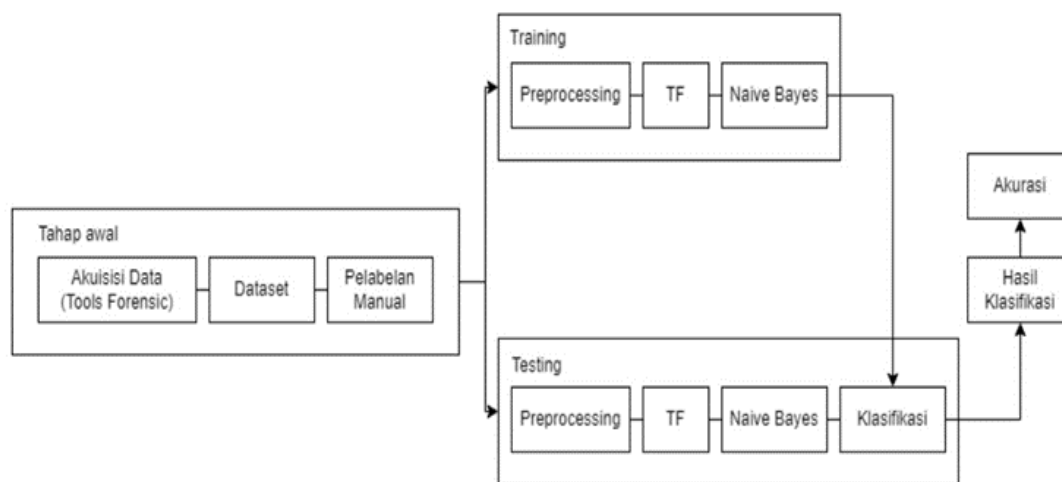 Tahap awal
Akuisisi Data
(Tools Forensic)
Dataset
Pelabelan
Manual
Training
Preprocessing
TF
Naive Bayes
Testing
Preprocessing
TF
Naive Bayes
Klasifikasi
Hasil
Klasifikasi
Akurasi